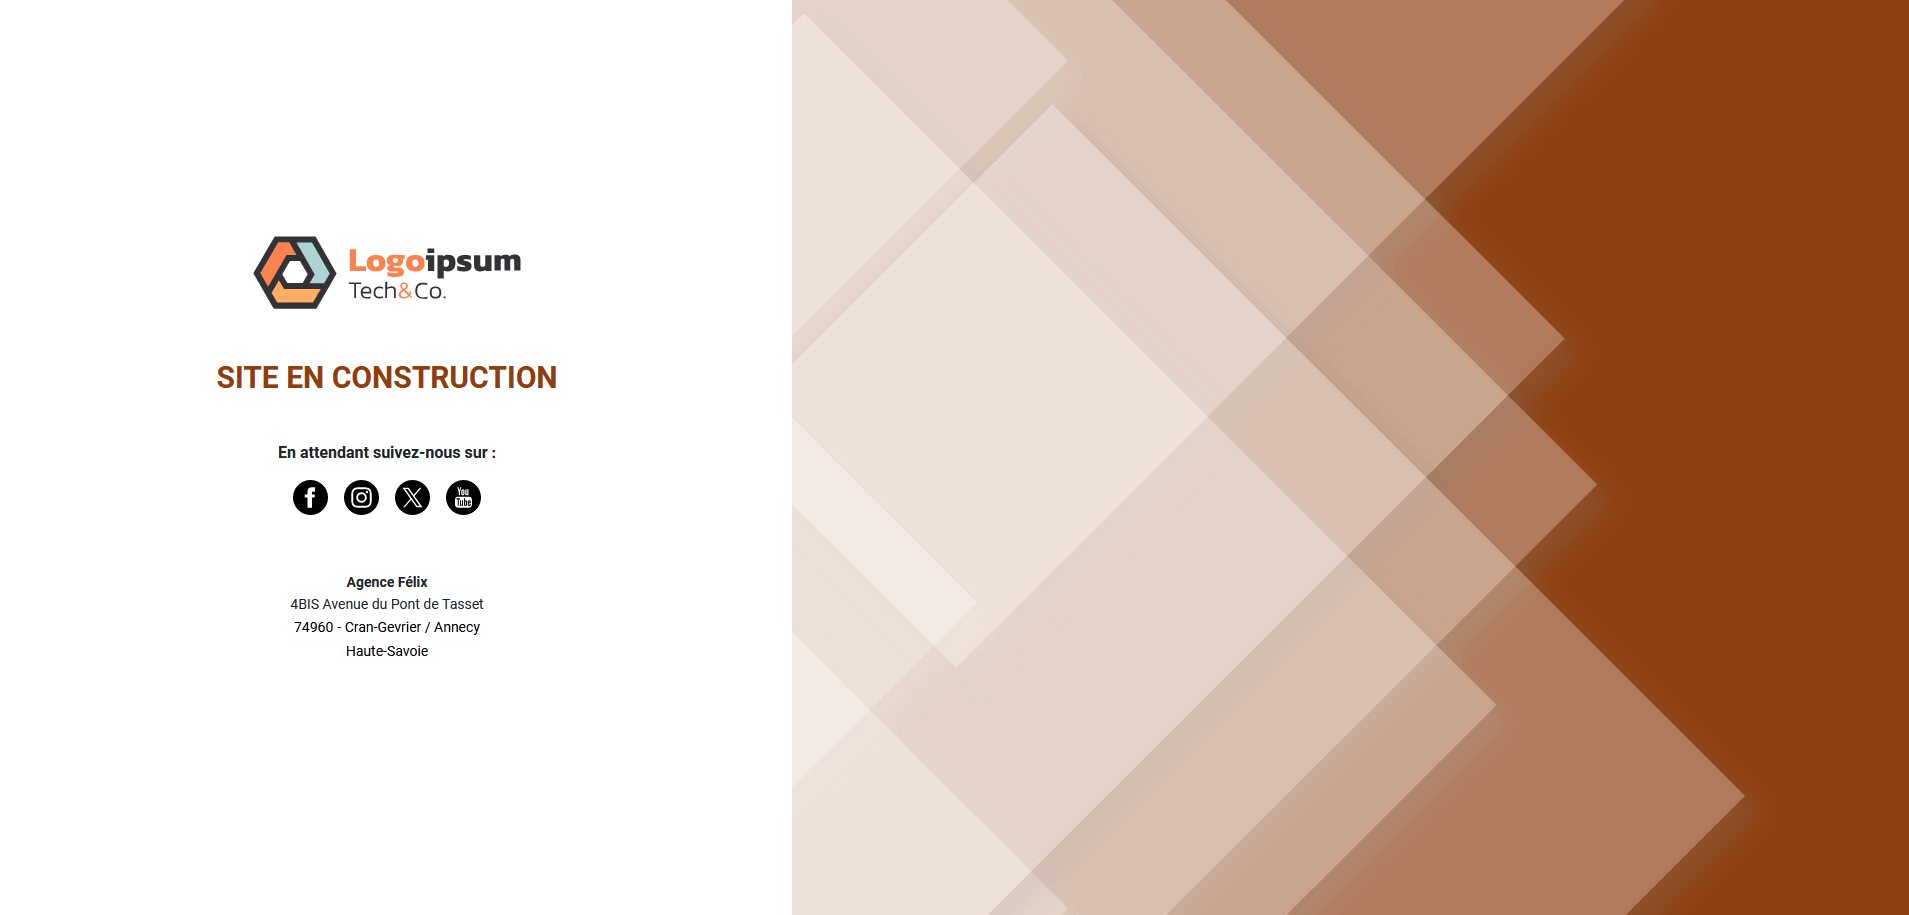 Logoipsum
Tech&Co.
SITE EN CONSTRUCTION
En attendant suivez-nous sur :
You
Tube
Agence Félix
4BIS Avenue du Pont de Tasset
74960 - Cran-Gevrier / Annecy
Haute-Savoie